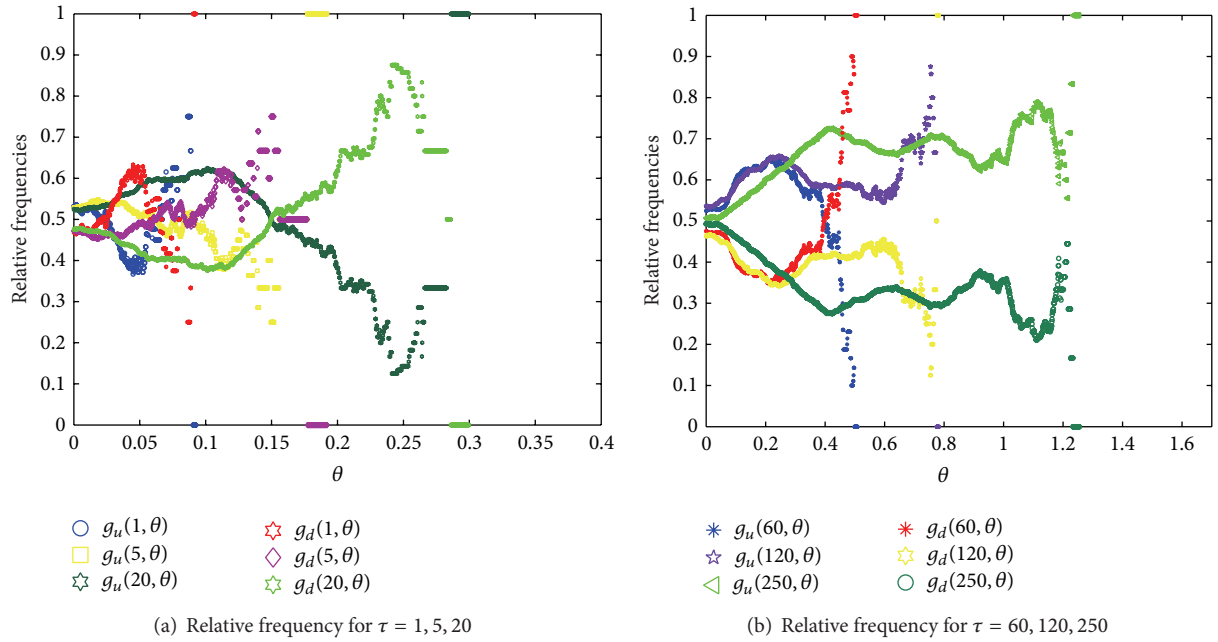 Relative frequencies
1
0.9
0.8
0.7
0.6
0.5
0.4
0.3
0.2
0.1
0
0 0.05 0.1 0.15 0.2 0.25 0.3 0.35 0.4
θ
g_u(1, θ) g_d(1, θ)
g_u(5, θ) g_d(5, θ)
g_u(20, θ) g_d(20, θ)
(a) Relative frequency for τ = 1, 5, 20
Relative frequencies
1
0.9
0.8
0.7
0.6
0.5
0.4
0.3
0.2
0.1
0
0 0.2 0.4 0.6 0.8 1 1.2 1.4 1.6
θ
g_u(60, θ) g_d(60, θ)
g_u(120, θ) g_d(120, θ)
g_u(250, θ) g_d(250, θ)
(b) Relative frequency for τ = 60, 120, 250